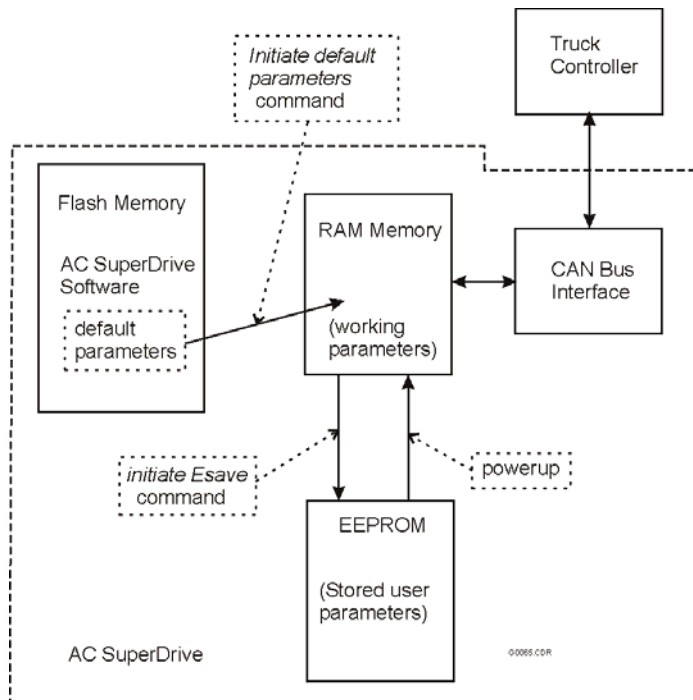 Initiate default
parameters
command
Truck
Controller
Flash Memory
AC SuperDrive
Software
default
parameters
RAM Memory
(working
parameters)
CAN Bus
Interface
initiate Esave
command
powerup
EEPROM
(Stored user
parameters)
AC SuperDrive
G0065.CDR